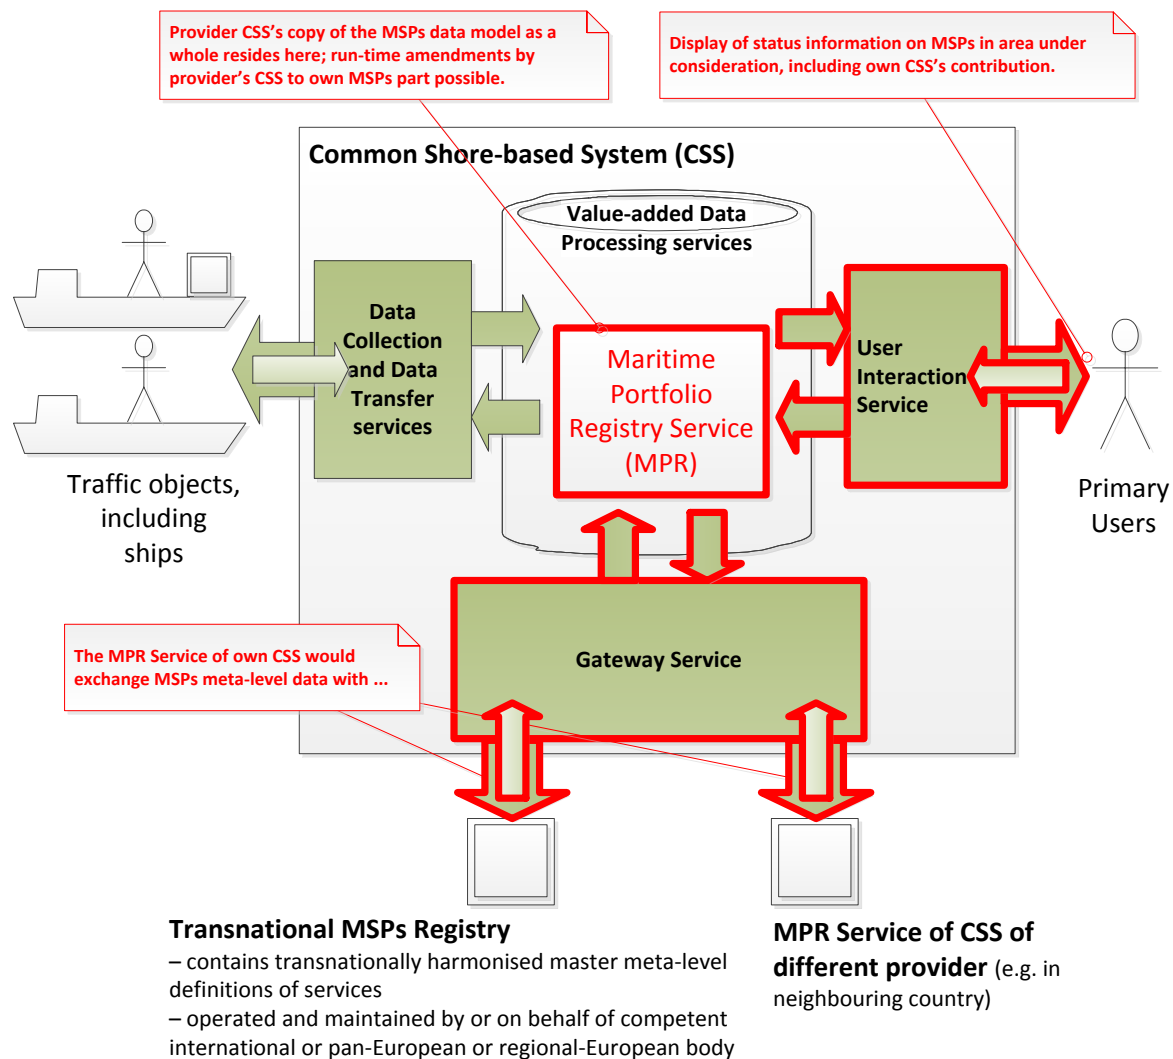 Provider CSS’s copy of the MSPs data model as a
whole resides here; run-time amendments by
provider’s CSS to own MSPs part possible.
Display of status information on MSPs in area under
consideration, including own CSS’s contribution.
Common Shore-based System (CSS)
Value-added Data
Processing services
Data
Collection
and Data
Transfer
services
Maritime
Portfolio
Registry Service
(MPR)
User
Interaction
Service
Traffic objects,
including
ships
Primary
Users
The MPR Service of own CSS would
exchange MSPs meta-level data with ...
Gateway Service
Transnational MSPs Registry
– contains transnationally harmonised master meta-level
definitions of services
– operated and maintained by or on behalf of competent
international or pan-European or regional-European body
MPR Service of CSS of
different provider (e.g. in
neighbouring country)